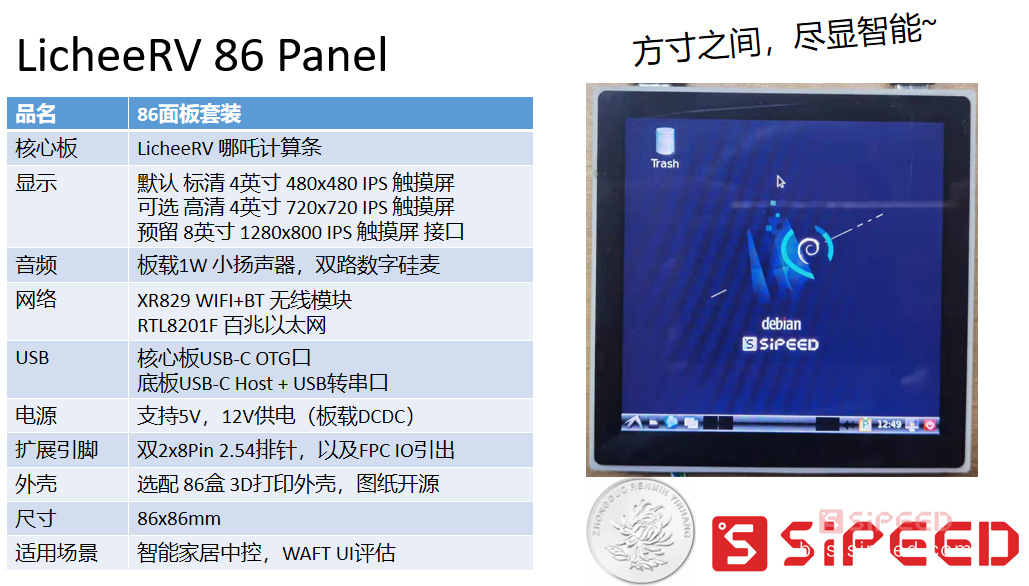 LicheeRV 86 Panel
方寸之间，尽显智能~
品名 86面板套装
核心板 LicheeRV 哪吒计算条
显示 默认 标清 4英寸 480x480 IPS 触摸屏
可选 高清 4英寸 720x720 IPS 触摸屏
预留 8英寸 1280x800 IPS 触摸屏 接口
音频 板载1W 小扬声器，双路数字硅麦
网络 XR829 WIFI+BT 无线模块
RTL8201F 百兆以太网
USB 核心板USB-C OTG口
底板USB-C Host + USB转串口
电源 支持5V，12V供电（板载DCDC）
扩展引脚 双2x8Pin 2.54排针，以及FPC IO引出
外壳 选配 86盒 3D打印外壳，图纸开源
尺寸 86x86mm
适用场景 智能家居中控，WAFT UI评估
Trash
debian
S SiPEED
12:49
ZHONGGUO RENMIN YINHANG
S SiPEED
S SiPEED